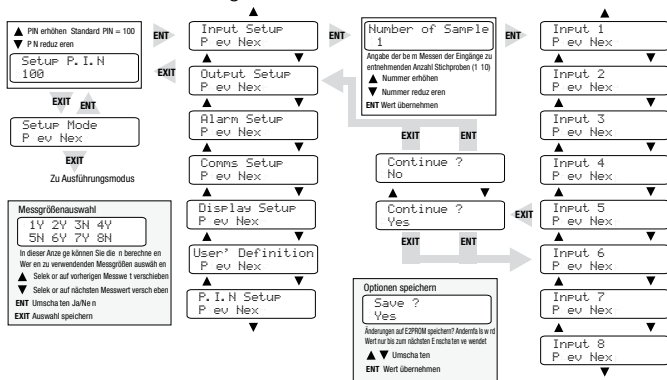 ▲ PIN erhöhen Standard PIN = 100
▼ P N reduz eren
Setup P.I.N
100
ENT
EXIT
EXIT ENT
Setup Mode
P ev Nex
EXIT
Zu Ausführungsmodus
Messgrößenauswahl
1Y 2Y 3N 4Y
5N 6Y 7Y 8N
In dieser Anze ge können Sie die n berechne en
Wer en zu verwendenden Messgrößen auswäh en
▲ Selek or auf vorherigen Messwe t verschieben
▼ Selek or auf nächsten Messwert versch eben
ENT Umscha ten Ja/Ne n
EXIT Auswahl speichern
Input Setup
P ev Nex
Output Setup
P ev Nex
Alarm Setup
P ev Nex
Comms Setup
P ev Nex
Display Setup
P ev Nex
User' Definition
P ev Nex
P.I.N Setup
P ev Nex
ENT
Number of Sample
1
Angabe der be m Messen der Eingänge zu
entnehmenden Anzahl Stichproben (1 10)
▲ Nummer erhöhen
▼ Nummer reduz eren
ENT Wert übernehmen
ENT
EXIT ENT
Continue ?
No
Continue ?
Yes
EXIT
EXIT ENT
Optionen speichern
Save ?
Yes
Änderungen auf E2PROM speichern? Andernfa ls w rd
Wert nur bis zum nächsten E nscha ten ve wendet
▲ ▼ Umscha ten
ENT Wert übernehmen
Input 1
P ev Nex
Input 2
P ev Nex
Input 3
P ev Nex
Input 4
P ev Nex
Input 5
P ev Nex
Input 6
P ev Nex
Input 7
P ev Nex
Input 8
P ev Nex